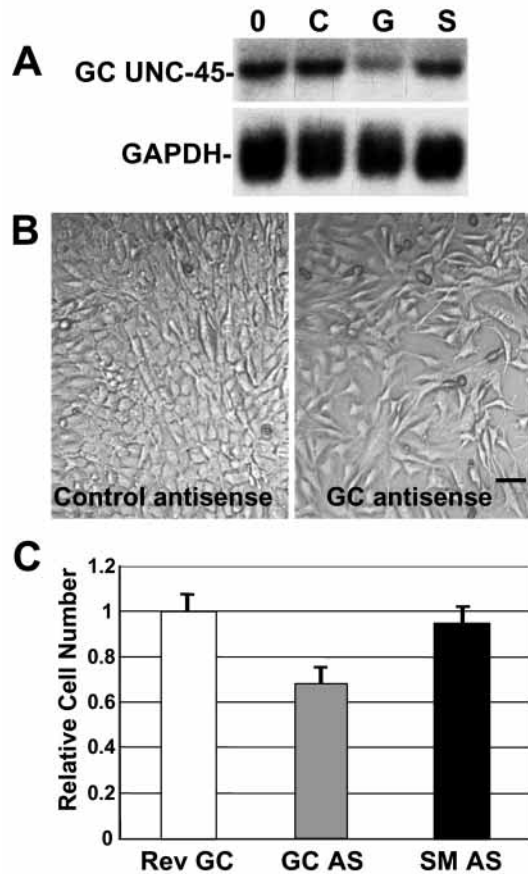 A
0 C G S
GC UNC-45-
GAPDH-
B
Control antisense
GC antisense
C
Relative Cell Number
1.2
1
0.8
0.6
0.4
0.2
0
Rev GC GC AS SM AS